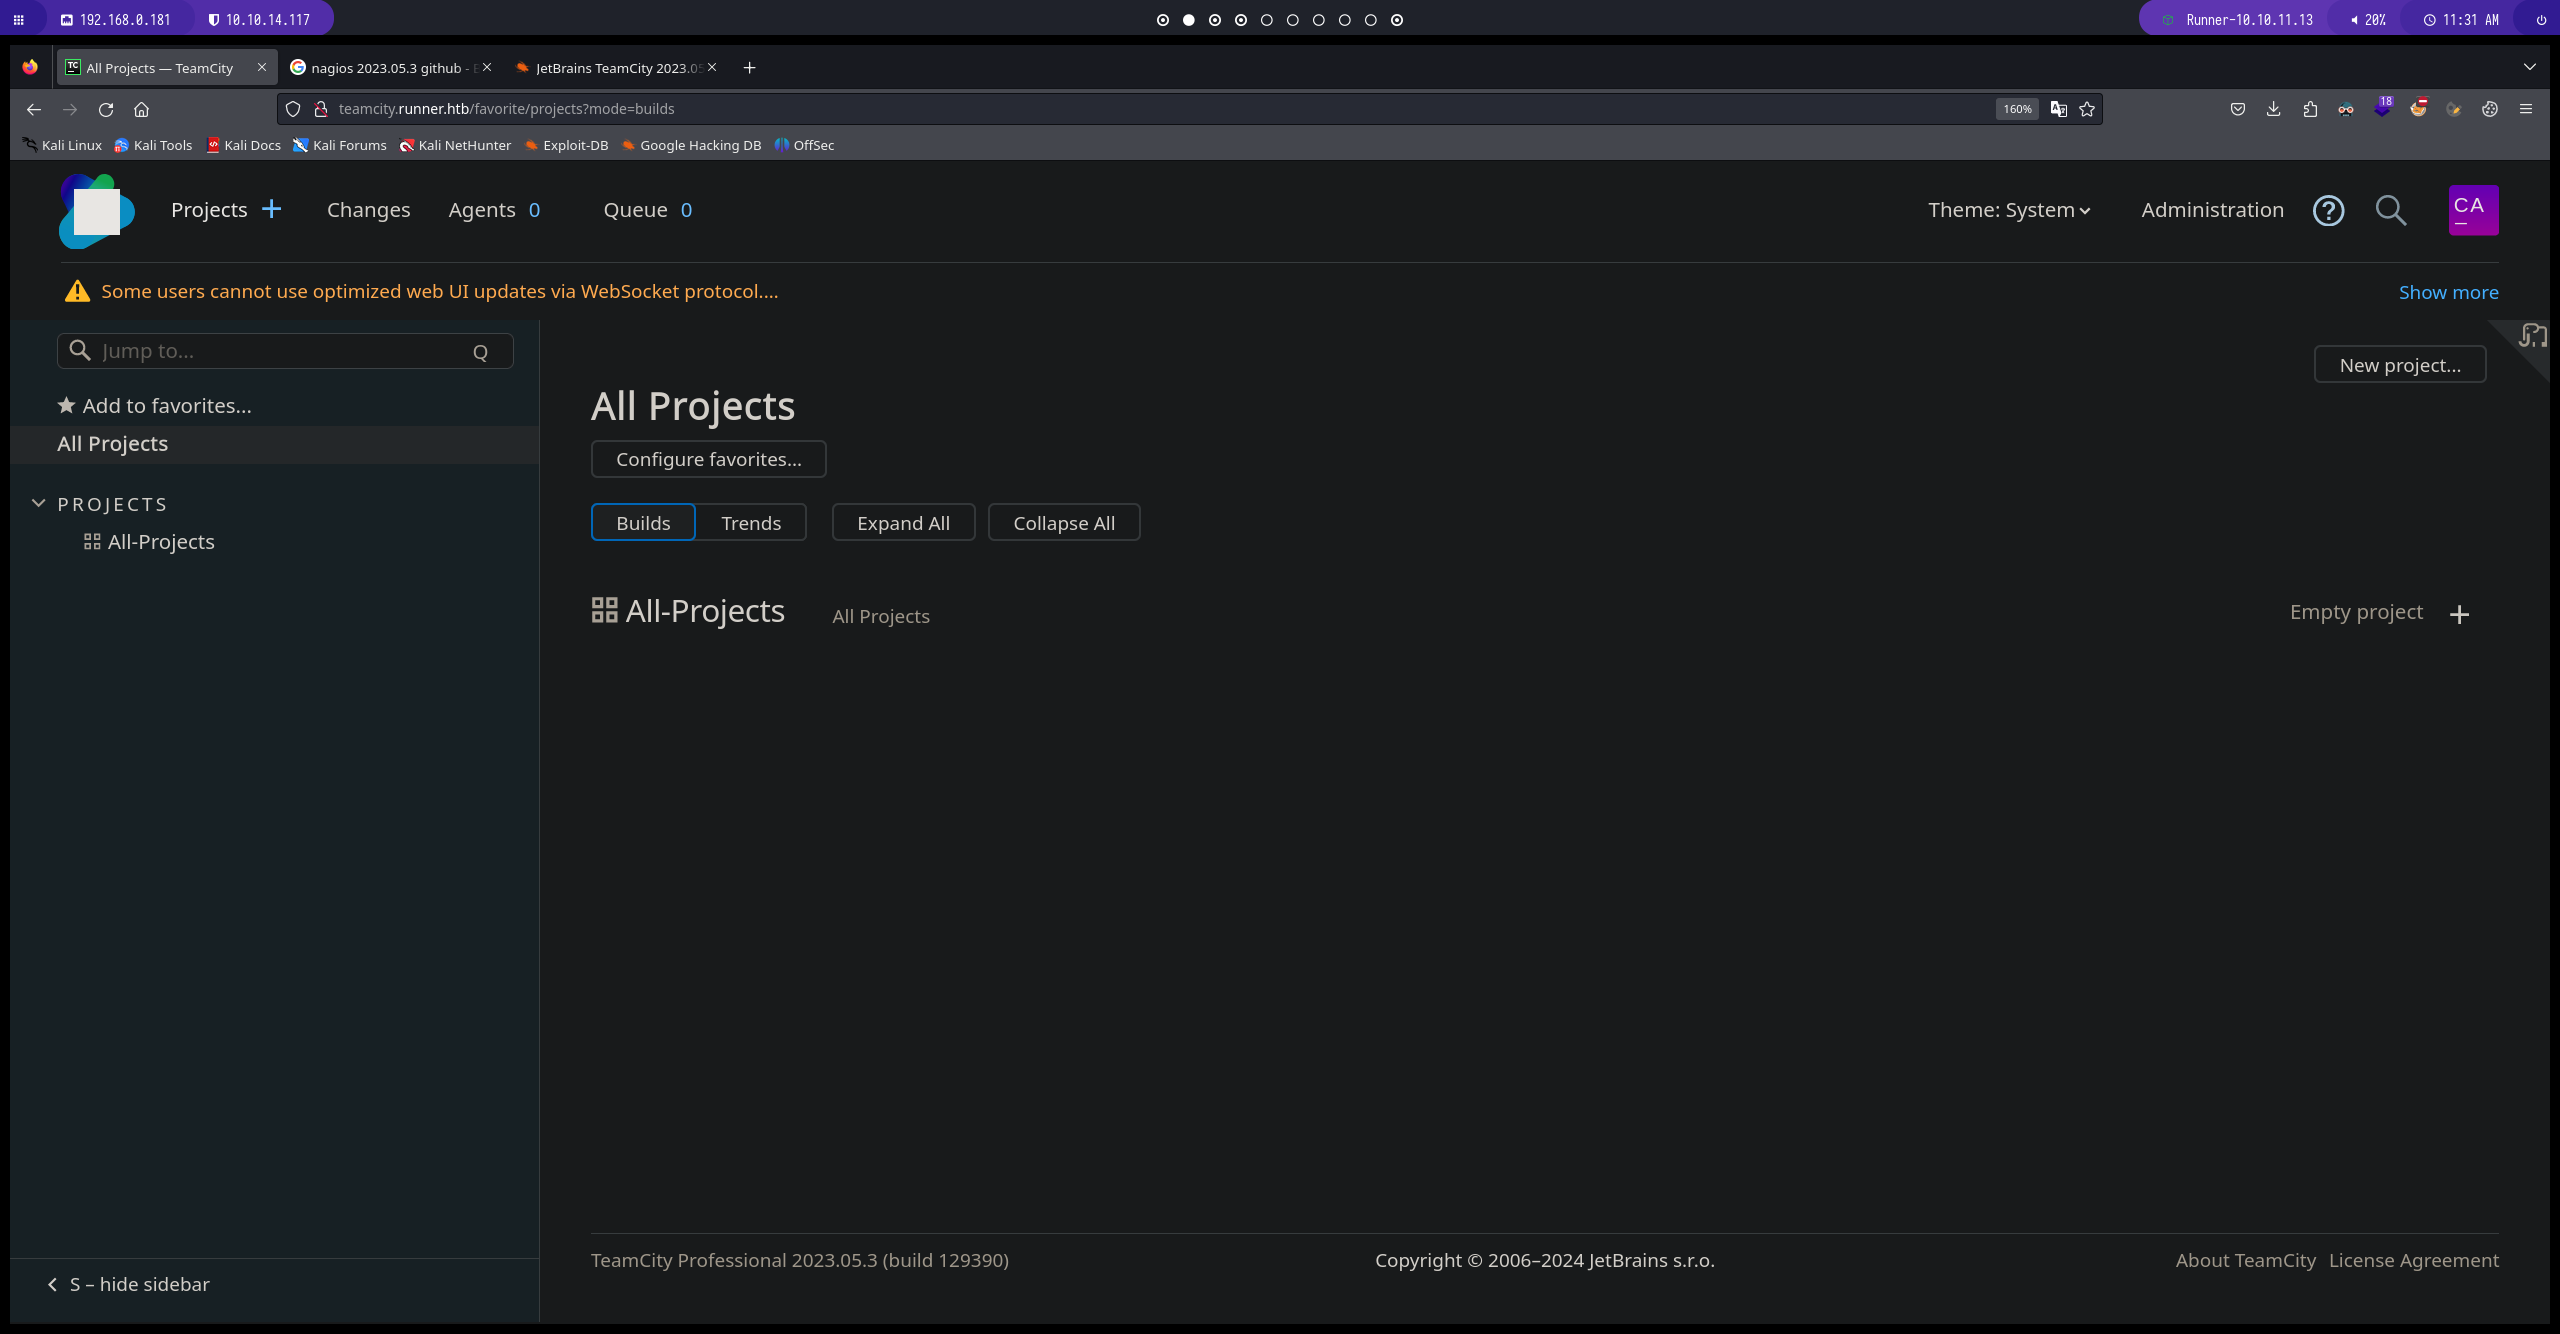 192.168.0.181 10.10.14.117 Runner-10.10.11.13 20% 11:31 AM
All Projects — TeamCity nagios 2023.05.3 github - JetBrains TeamCity 2023.05
teamcity.runner.htb/favorite/projects?mode=builds 160% 18
Kali Linux Kali Tools Kali Docs Kali Forums Kali NetHunter Exploit-DB Google Hacking DB OffSec
Projects Changes Agents 0 Queue 0 Theme: System Administration CA
Some users cannot use optimized web UI updates via WebSocket protocol.... Show more
Jump to... Q
New project...
Add to favorites...
All Projects
All Projects
Configure favorites...
PROJECTS
Builds Trends Expand All Collapse All
All-Projects
All-Projects All Projects Empty project
TeamCity Professional 2023.05.3 (build 129390) Copyright © 2006–2024 JetBrains s.r.o. About TeamCity License Agreement
S – hide sidebar